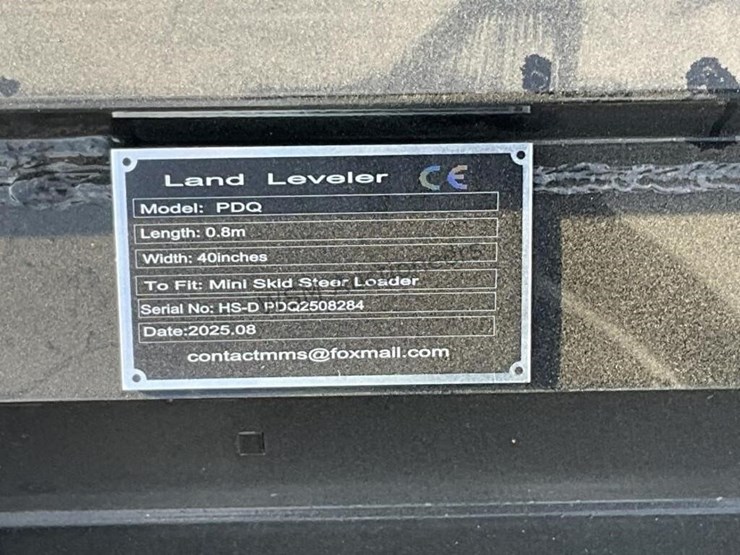 Land Leveler CE
Model: PDQ
Length: 0.8m
Width: 40inches
To Fit: Mini Skid Steer Loader
Serial No: HS-D PDQ2508284
Date:2025.08
contactmms@foxmall.com